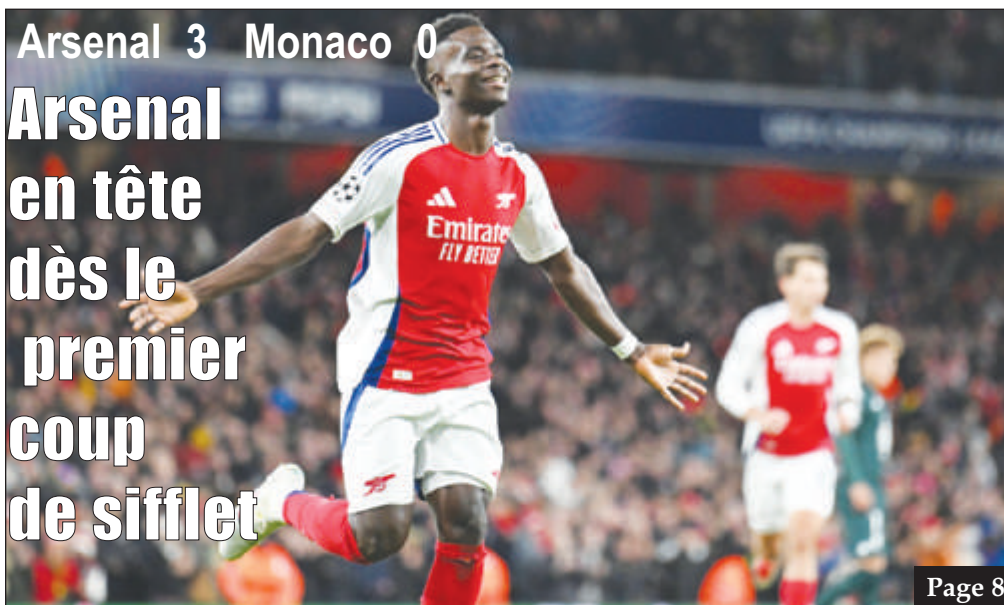 Arsenal 3 Monaco 0
Arsenal
en tête
dès le
premier
coup
de sifflet
Emirates
FLY BETTER
Page 8